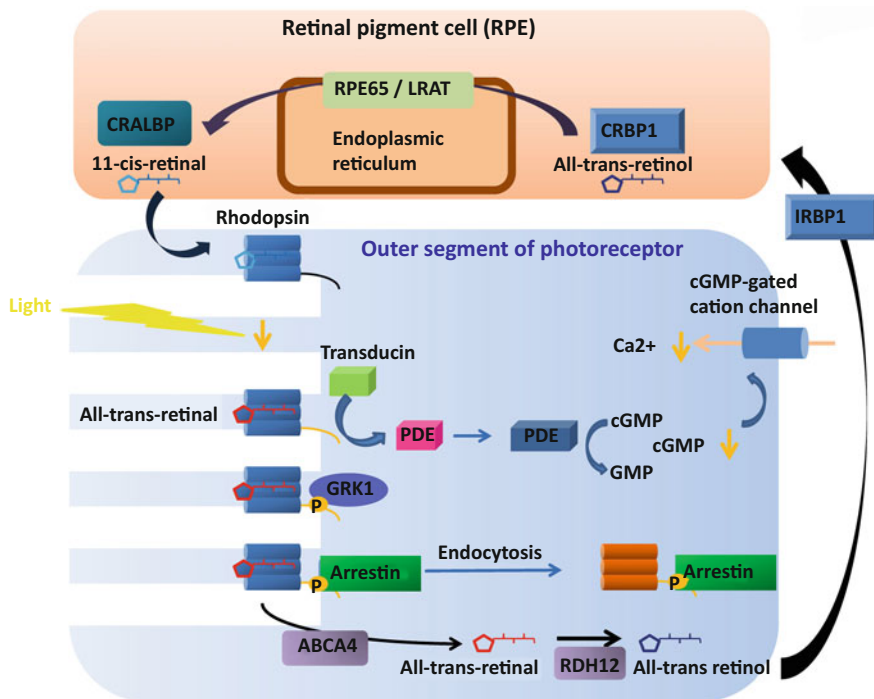 Retinal pigment cell (RPE)
RPE65 / LRAT
CRALBP
CRBP1
Endoplasmic
reticulum
11-cis-retinal
All-trans-retinol
IRBP1
Rhodopsin
Outer segment of photoreceptor
cGMP-gated
cation channel
Light
Ca2+
Transducin
All-trans-retinal
PDE
PDE
cGMP
cGMP
GMP
GRK1
P
Endocytosis
Arrestin
P
Arrestin
P
ABCA4
All-trans-retinal
RDH12
All-trans retinol